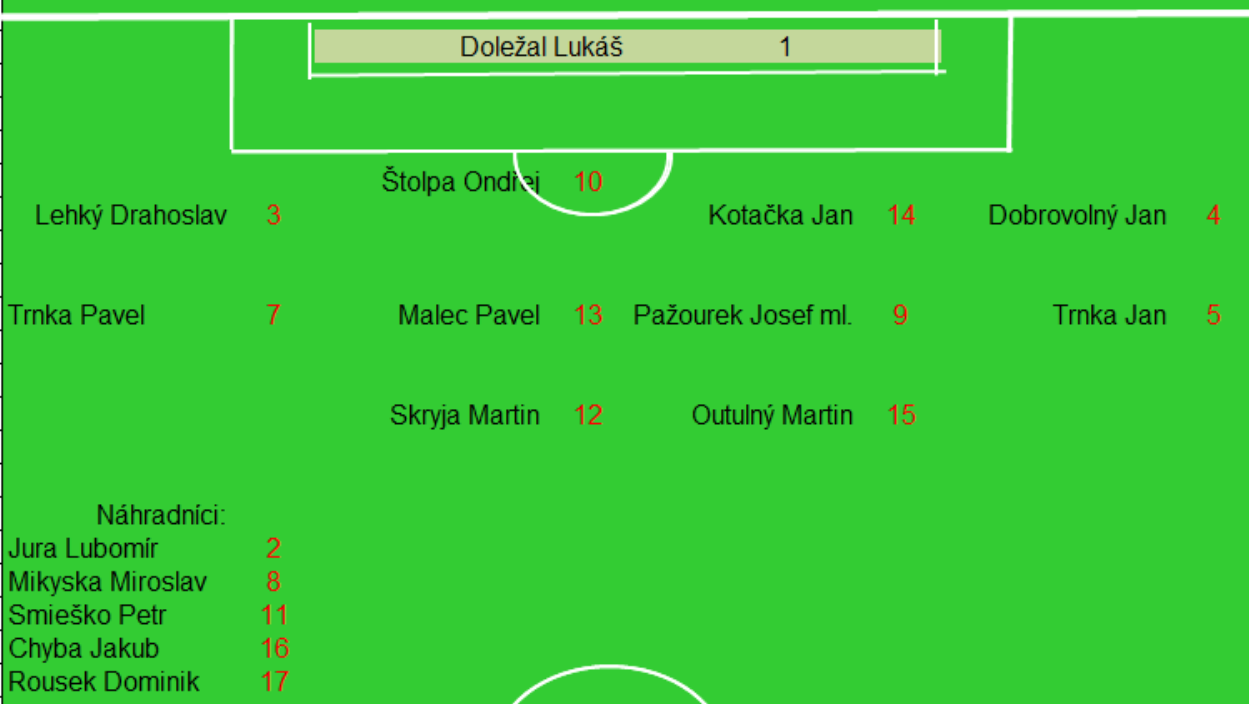 Doležal Lukáš 1
Štolpa Ondřej 10
Lehký Drahoslav 3 Kotačka Jan 14 Dobrovolný Jan 4
Trnka Pavel 7 Malec Pavel 13 Pažourek Josef ml. 9 Trnka Jan 5
Skryja Martin 12 Outulný Martin 15
Náhradníci:
Jura Lubomír 2
Mikyska Miroslav 8
Smieško Petr 11
Chyba Jakub 16
Rousek Dominik 17